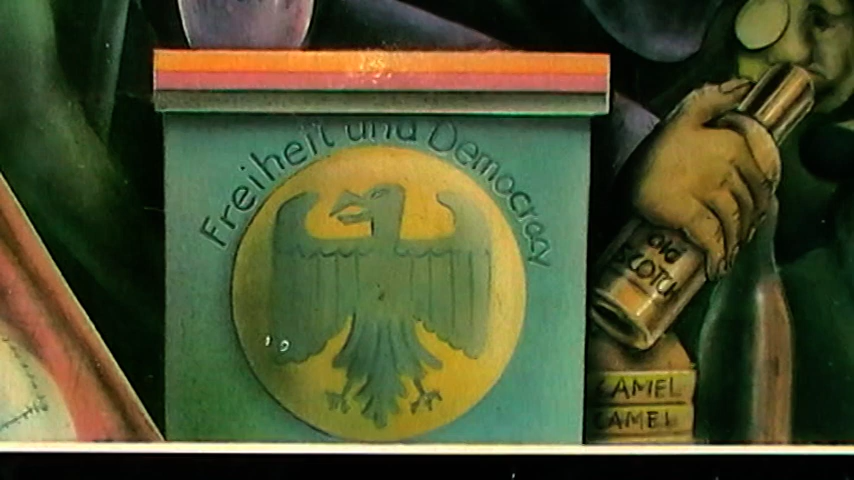 Freiheit und Democracy
Old
SCOTCH
CAMEL
CAMEL